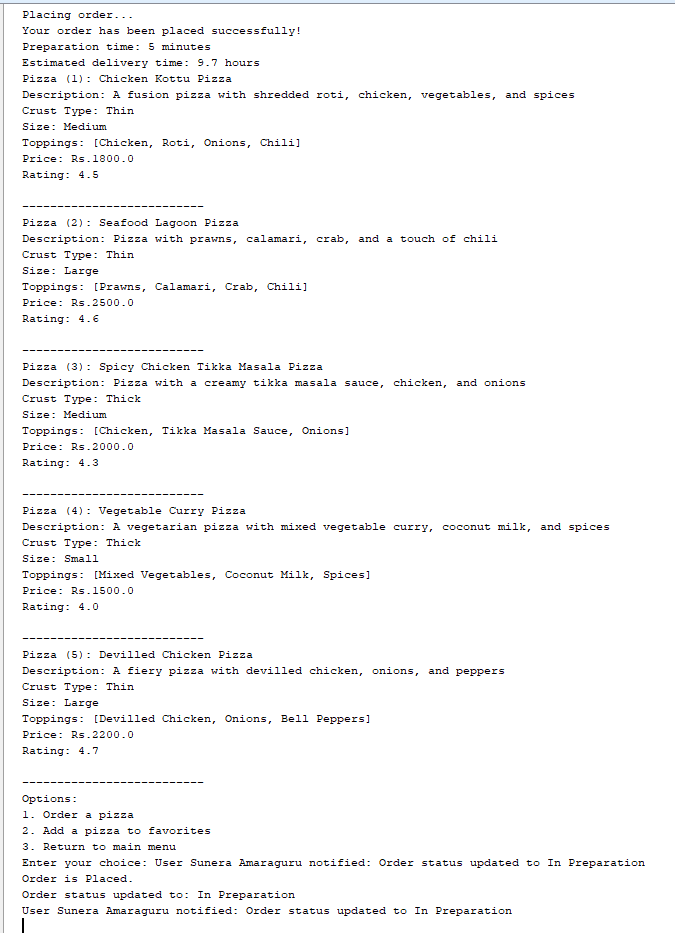 Placing order...
Your order has been placed successfully!
Preparation time: 5 minutes
Estimated delivery time: 9.7 hours
Pizza (1): Chicken Kottu Pizza
Description: A fusion pizza with shredded roti, chicken, vegetables, and spices
Crust Type: Thin
Size: Medium
Toppings: [Chicken, Roti, Onions, Chili]
Price: Rs.1800.0
Rating: 4.5
--------------------------
Pizza (2): Seafood Lagoon Pizza
Description: Pizza with prawns, calamari, crab, and a touch of chili
Crust Type: Thin
Size: Large
Toppings: [Prawns, Calamari, Crab, Chili]
Price: Rs.2500.0
Rating: 4.6
--------------------------
Pizza (3): Spicy Chicken Tikka Masala Pizza
Description: Pizza with a creamy tikka masala sauce, chicken, and onions
Crust Type: Thick
Size: Medium
Toppings: [Chicken, Tikka Masala Sauce, Onions]
Price: Rs.2000.0
Rating: 4.3
--------------------------
Pizza (4): Vegetable Curry Pizza
Description: A vegetarian pizza with mixed vegetable curry, coconut milk, and spices
Crust Type: Thick
Size: Small
Toppings: [Mixed Vegetables, Coconut Milk, Spices]
Price: Rs.1500.0
Rating: 4.0
--------------------------
Pizza (5): Devilled Chicken Pizza
Description: A fiery pizza with devilled chicken, onions, and peppers
Crust Type: Thin
Size: Large
Toppings: [Devilled Chicken, Onions, Bell Peppers]
Price: Rs.2200.0
Rating: 4.7
--------------------------
Options:
1. Order a pizza
2. Add a pizza to favorites
3. Return to main menu
Enter your choice: User Sunera Amaraguru notified: Order status updated to In Preparation
Order is Placed.
Order status updated to: In Preparation
User Sunera Amaraguru notified: Order status updated to In Preparation